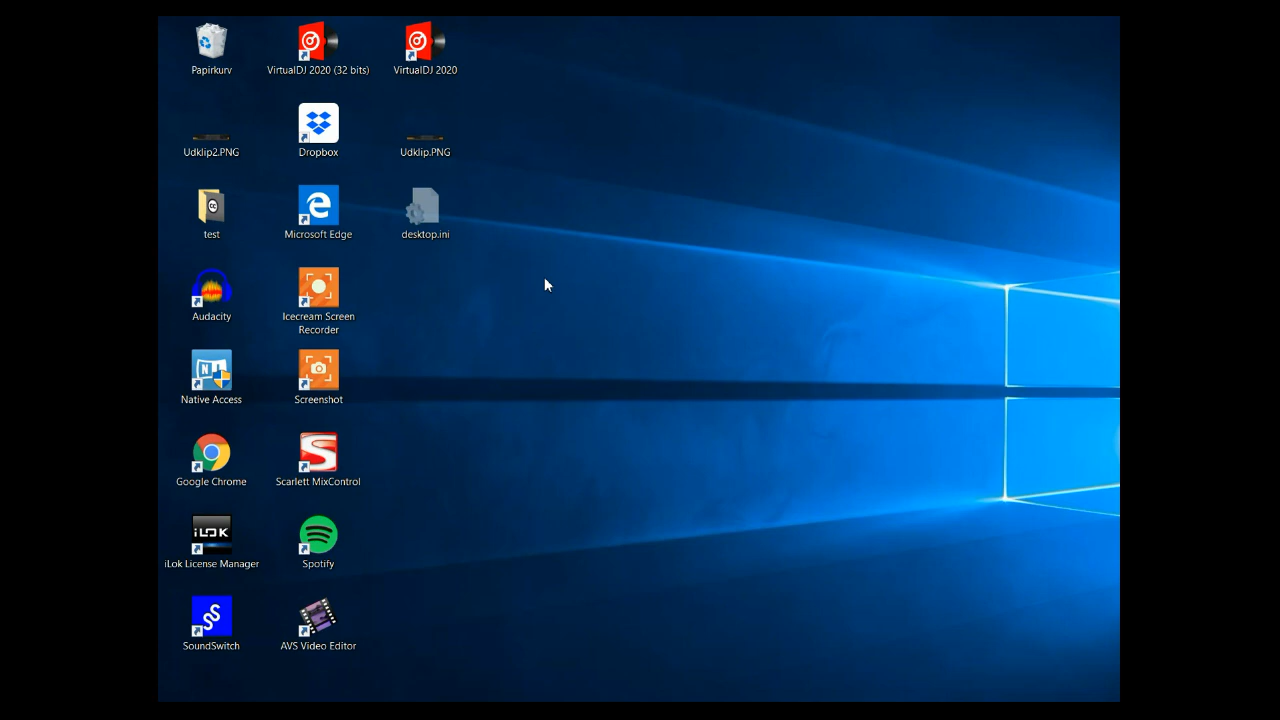 Papirkurv
VirtualDJ 2020 (32 bits)
VirtualDJ 2020
Udklip2.PNG
Dropbox
Udklip.PNG
test
Microsoft Edge
desktop.ini
Audacity
Icecream Screen
Recorder
Native Access
Screenshot
Google Chrome
Scarlett MixControl
iLOK
iLok License Manager
Spotify
SoundSwitch
AVS Video Editor